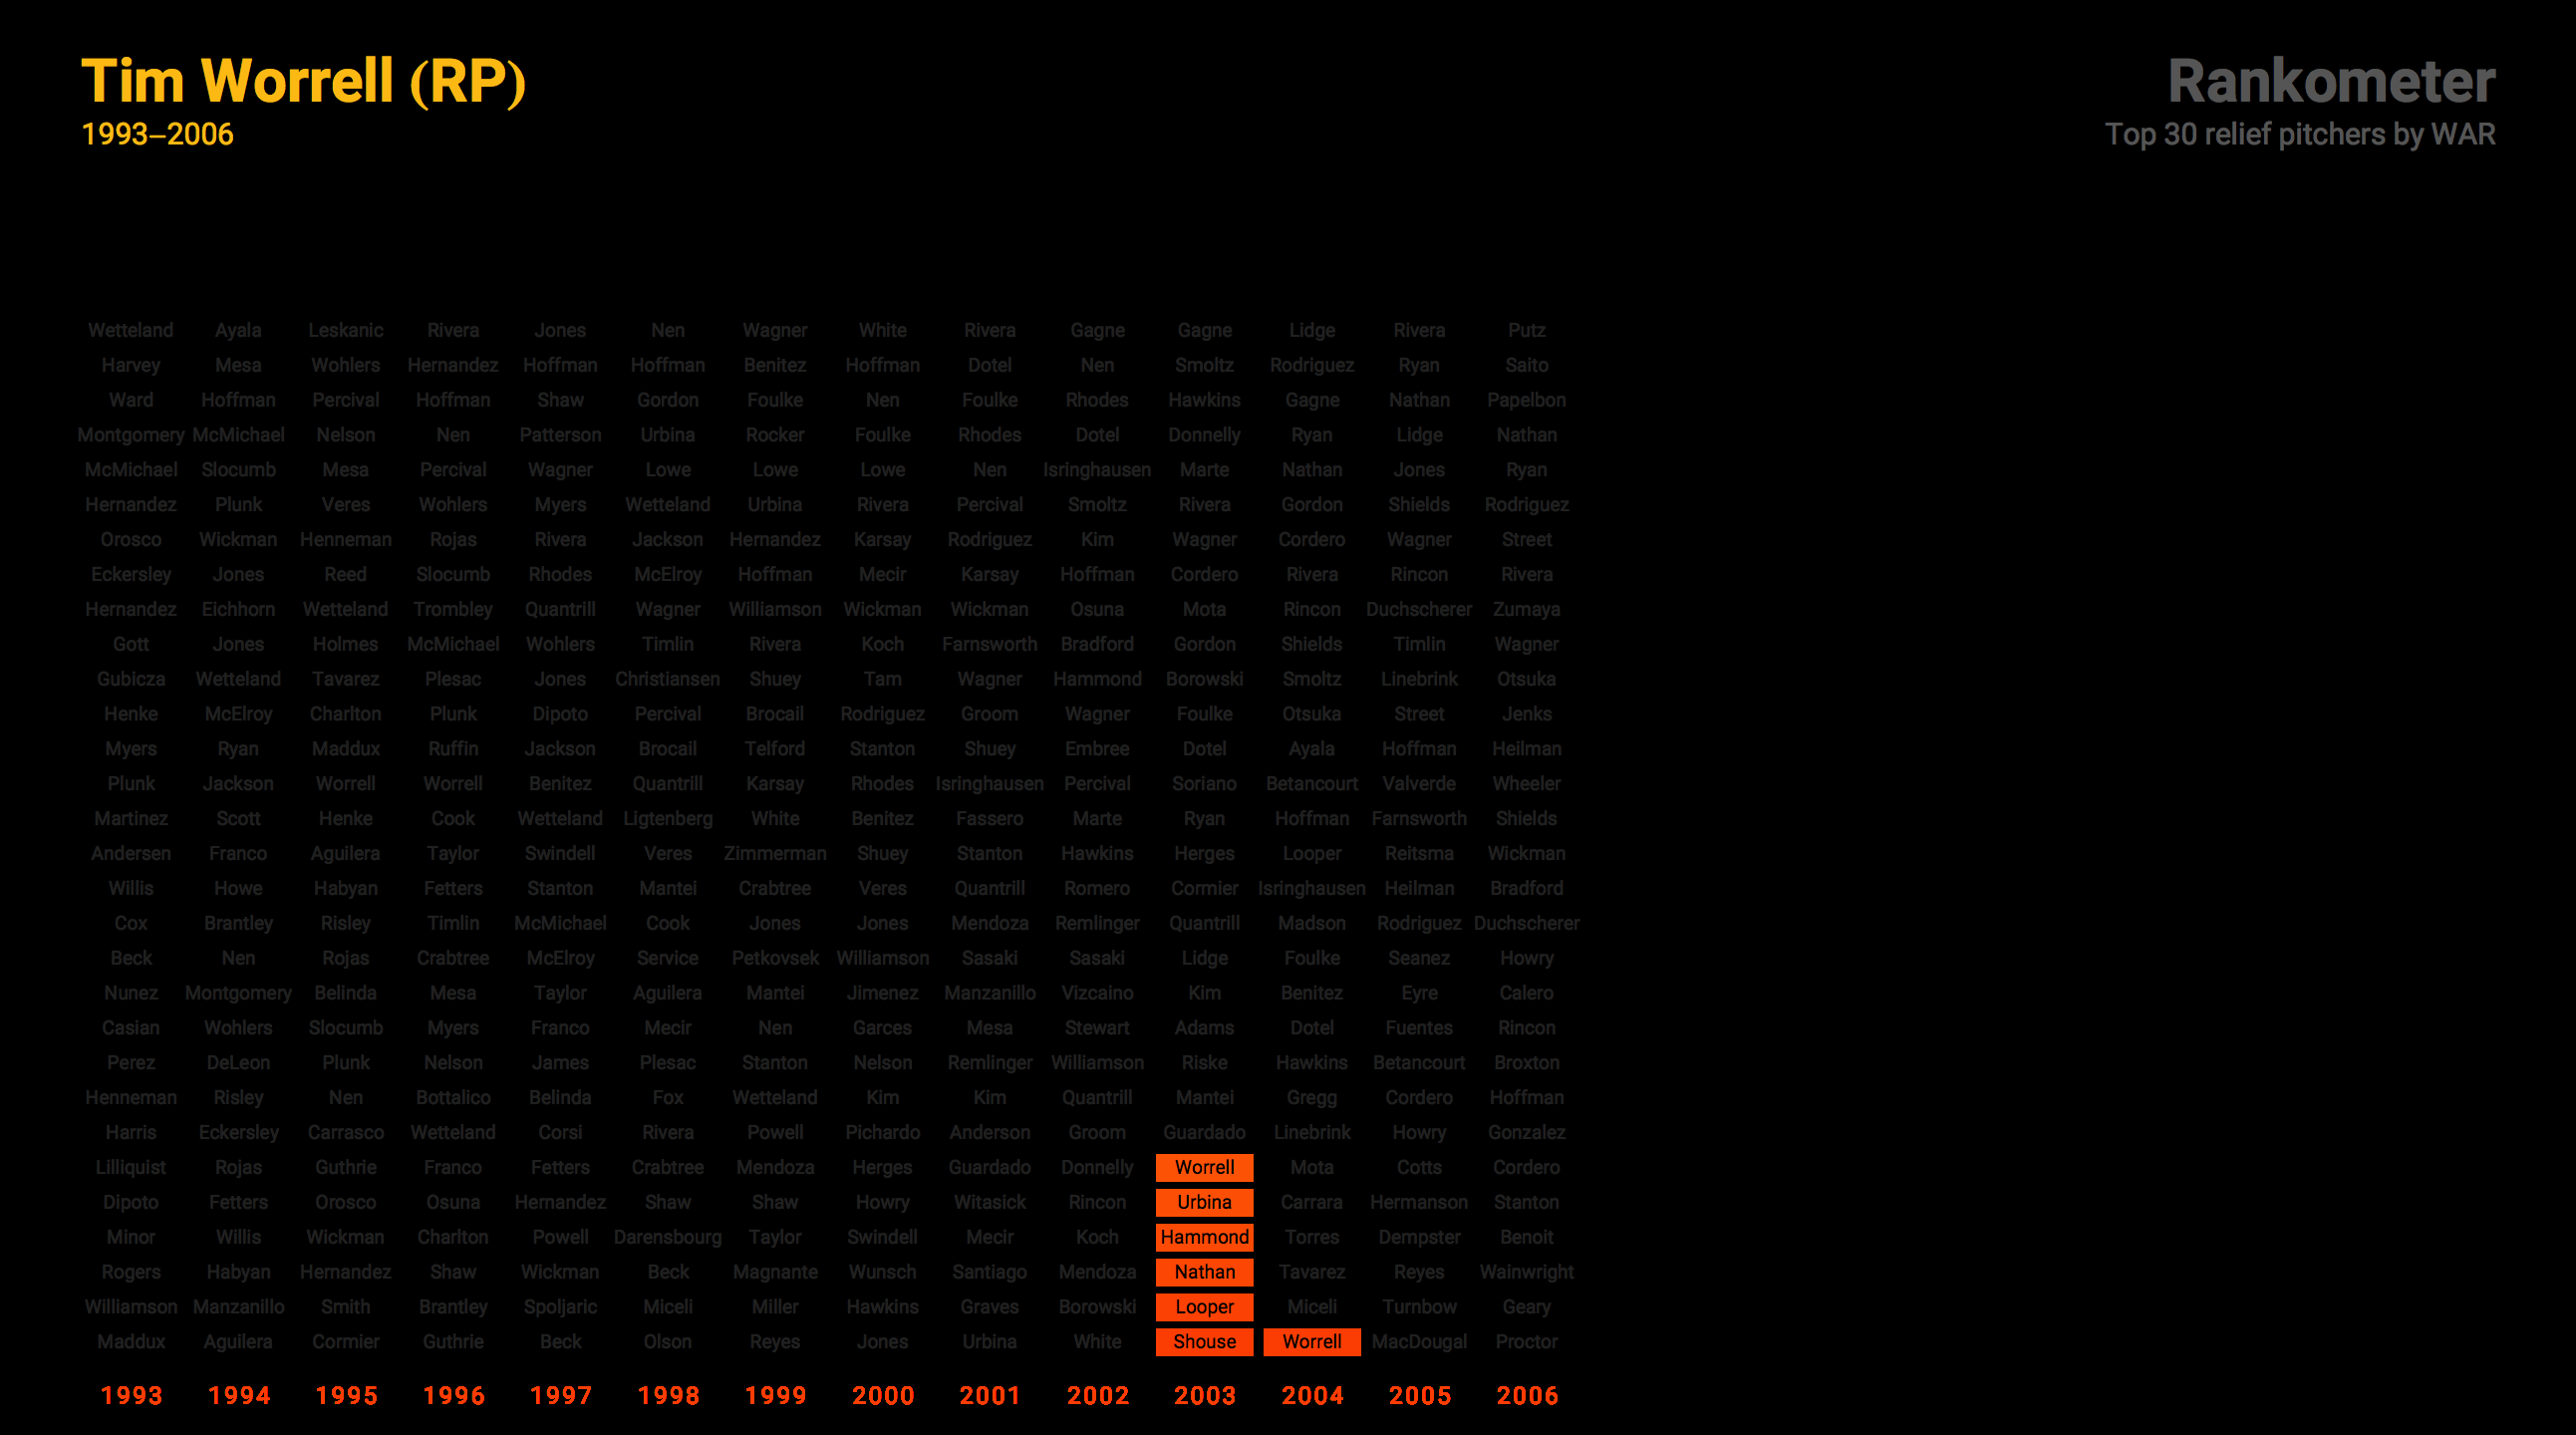 Tim Worrell (RP)
1993–2006
Rankometer
Top 30 relief pitchers by WAR
Wetteland Ayala Leskanic Rivera Jones Nen Wagner White Rivera Gagne Gagne Lidge Rivera Putz
Harvey Mesa Wohlers Hernandez Hoffman Hoffman Benitez Hoffman Dotel Nen Smoltz Rodriguez Ryan Saito
Ward Hoffman Percival Hoffman Shaw Gordon Foulke Nen Foulke Rhodes Hawkins Gagne Nathan Papelbon
Montgomery McMichael Nelson Nen Patterson Urbina Rocker Foulke Rhodes Dotel Donnelly Ryan Lidge Nathan
McMichael Slocumb Mesa Percival Wagner Lowe Lowe Lowe Nen Isringhausen Marte Nathan Jones Ryan
Hernandez Plunk Veres Wohlers Myers Wetteland Urbina Rivera Percival Smoltz Rivera Gordon Shields Rodriguez
Orosco Wickman Henneman Rojas Rivera Jackson Hernandez Karsay Rodriguez Kim Wagner Cordero Wagner Street
Eckersley Jones Reed Slocumb Rhodes McElroy Hoffman Mecir Karsay Hoffman Cordero Rivera Rincon Rivera
Hernandez Eichhorn Wetteland Trombley Quantrill Wagner Williamson Wickman Wickman Osuna Mota Rincon Duchscherer Zumaya
Gott Jones Holmes McMichael Wohlers Timlin Rivera Koch Farnsworth Bradford Gordon Shields Timlin Wagner
Gubicza Wetteland Tavarez Plesac Jones Christiansen Shuey Tam Wagner Hammond Borowski Smoltz Linebrink Otsuka
Henke McElroy Charlton Plunk Dipoto Percival Brocail Rodriguez Groom Wagner Foulke Otsuka Street Jenks
Myers Ryan Maddux Ruffin Jackson Brocail Telford Stanton Shuey Embree Dotel Ayala Hoffman Heilman
Plunk Jackson Worrell Worrell Benitez Quantrill Karsay Rhodes Isringhausen Percival Soriano Betancourt Valverde Wheeler
Martinez Scott Henke Cook Wetteland Ligtenberg White Benitez Fassero Marte Ryan Hoffman Farnsworth Shields
Andersen Franco Aguilera Taylor Swindell Veres Zimmerman Shuey Stanton Hawkins Herges Looper Reitsma Wickman
Willis Howe Habyan Fetters Stanton Mantei Crabtree Veres Quantrill Romero Cormier Isringhausen Heilman Bradford
Cox Brantley Risley Timlin McMichael Cook Jones Jones Mendoza Remlinger Quantrill Madson Rodriguez Duchscherer
Beck Nen Rojas Crabtree McElroy Service Petkovsek Williamson Sasaki Sasaki Lidge Foulke Seanez Howry
Nunez Montgomery Belinda Mesa Taylor Aguilera Mantei Jimenez Manzanillo Vizcaino Kim Benitez Eyre Calero
Casian Wohlers Slocumb Myers Franco Mecir Nen Garces Mesa Stewart Adams Dotel Fuentes Rincon
Perez DeLeon Plunk Nelson James Plesac Stanton Nelson Remlinger Williamson Riske Hawkins Betancourt Broxton
Henneman Risley Nen Bottalico Belinda Fox Wetteland Kim Kim Quantrill Mantei Gregg Cordero Hoffman
Harris Eckersley Carrasco Wetteland Corsi Rivera Powell Pichardo Anderson Groom Guardado Linebrink Howry Gonzalez
Lilliquist Rojas Guthrie Franco Fetters Crabtree Mendoza Herges Guardado Donnelly Worrell Mota Cotts Cordero
Dipoto Fetters Orosco Osuna Hernandez Shaw Shaw Howry Witasick Rincon Urbina Carrara Hermanson Stanton
Minor Willis Wickman Charlton Powell Darensbourg Taylor Swindell Mecir Koch Hammond Torres Dempster Benoit
Rogers Habyan Hernandez Shaw Wickman Beck Magnante Wunsch Santiago Mendoza Nathan Tavarez Reyes Wainwright
Williamson Manzanillo Smith Brantley Spoljaric Miceli Miller Hawkins Graves Borowski Looper Miceli Turnbow Geary
Maddux Aguilera Cormier Guthrie Beck Olson Reyes Jones Urbina White Shouse Worrell MacDougal Proctor
1993 1994 1995 1996 1997 1998 1999 2000 2001 2002 2003 2004 2005 2006